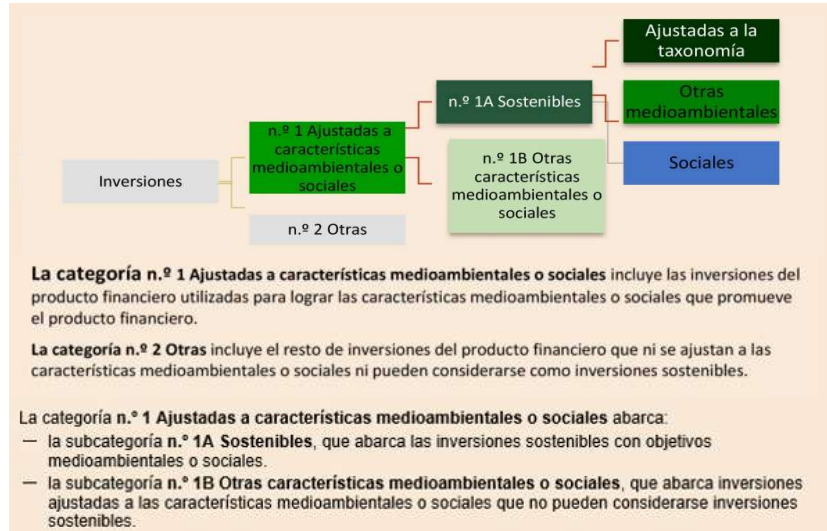 Ajustadas a la
taxonomía
n.º 1A Sostenibles
Otras
medioambientales
n.º 1 Ajustadas a
características
medioambientales o
sociales
n.º 1B Otras
características
medioambientales o
sociales
Sociales
Inversiones
n.º 2 Otras
La categoría n.º 1 Ajustadas a características medioambientales o sociales incluye las inversiones del
producto financiero utilizadas para lograr las características medioambientales o sociales que promueve
el producto financiero.
La categoría n.º 2 Otras incluye el resto de inversiones del producto financiero que ni se ajustan a las
características medioambientales o sociales ni pueden considerarse como inversiones sostenibles.
La categoría n.º 1 Ajustadas a características medioambientales o sociales abarca:
— la subcategoría n.º 1A Sostenibles, que abarca las inversiones sostenibles con objetivos
medioambientales o sociales.
— la subcategoría n.º 1B Otras características medioambientales o sociales, que abarca inversiones
ajustadas a las características medioambientales o sociales que no pueden considerarse inversiones
sostenibles.